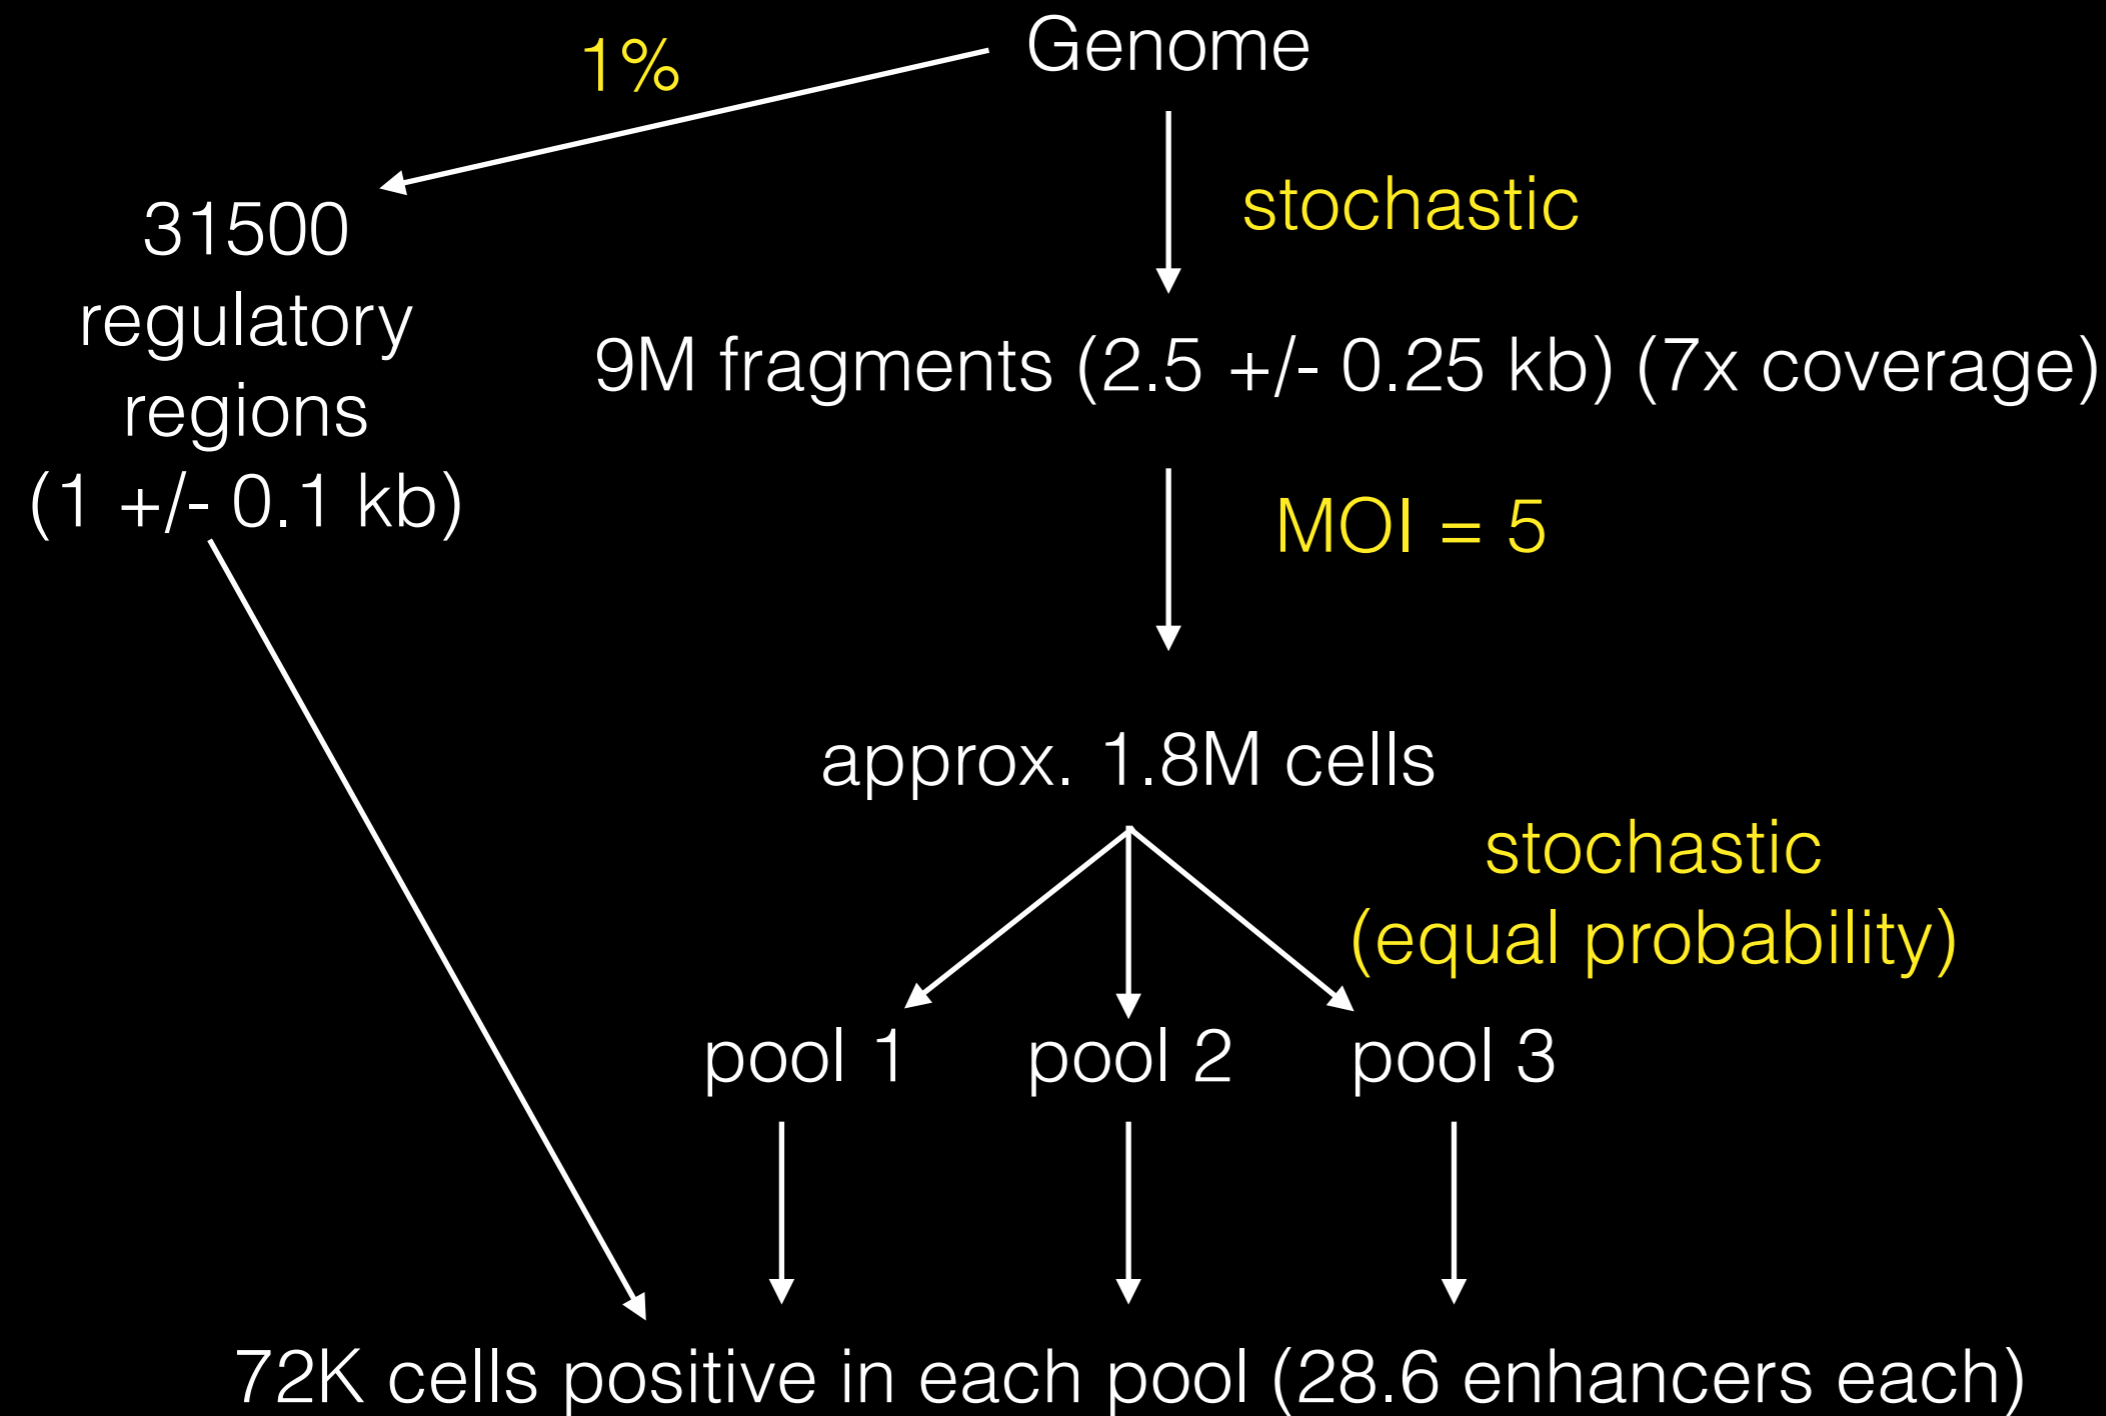 Genome
1%
stochastic
31500
regulatory
regions
(1 +/- 0.1 kb)
9M fragments (2.5 +/- 0.25 kb) (7x coverage)
MOI = 5
approx. 1.8M cells
stochastic
(equal probability)
pool 1
pool 2
pool 3
72K cells positive in each pool (28.6 enhancers each)